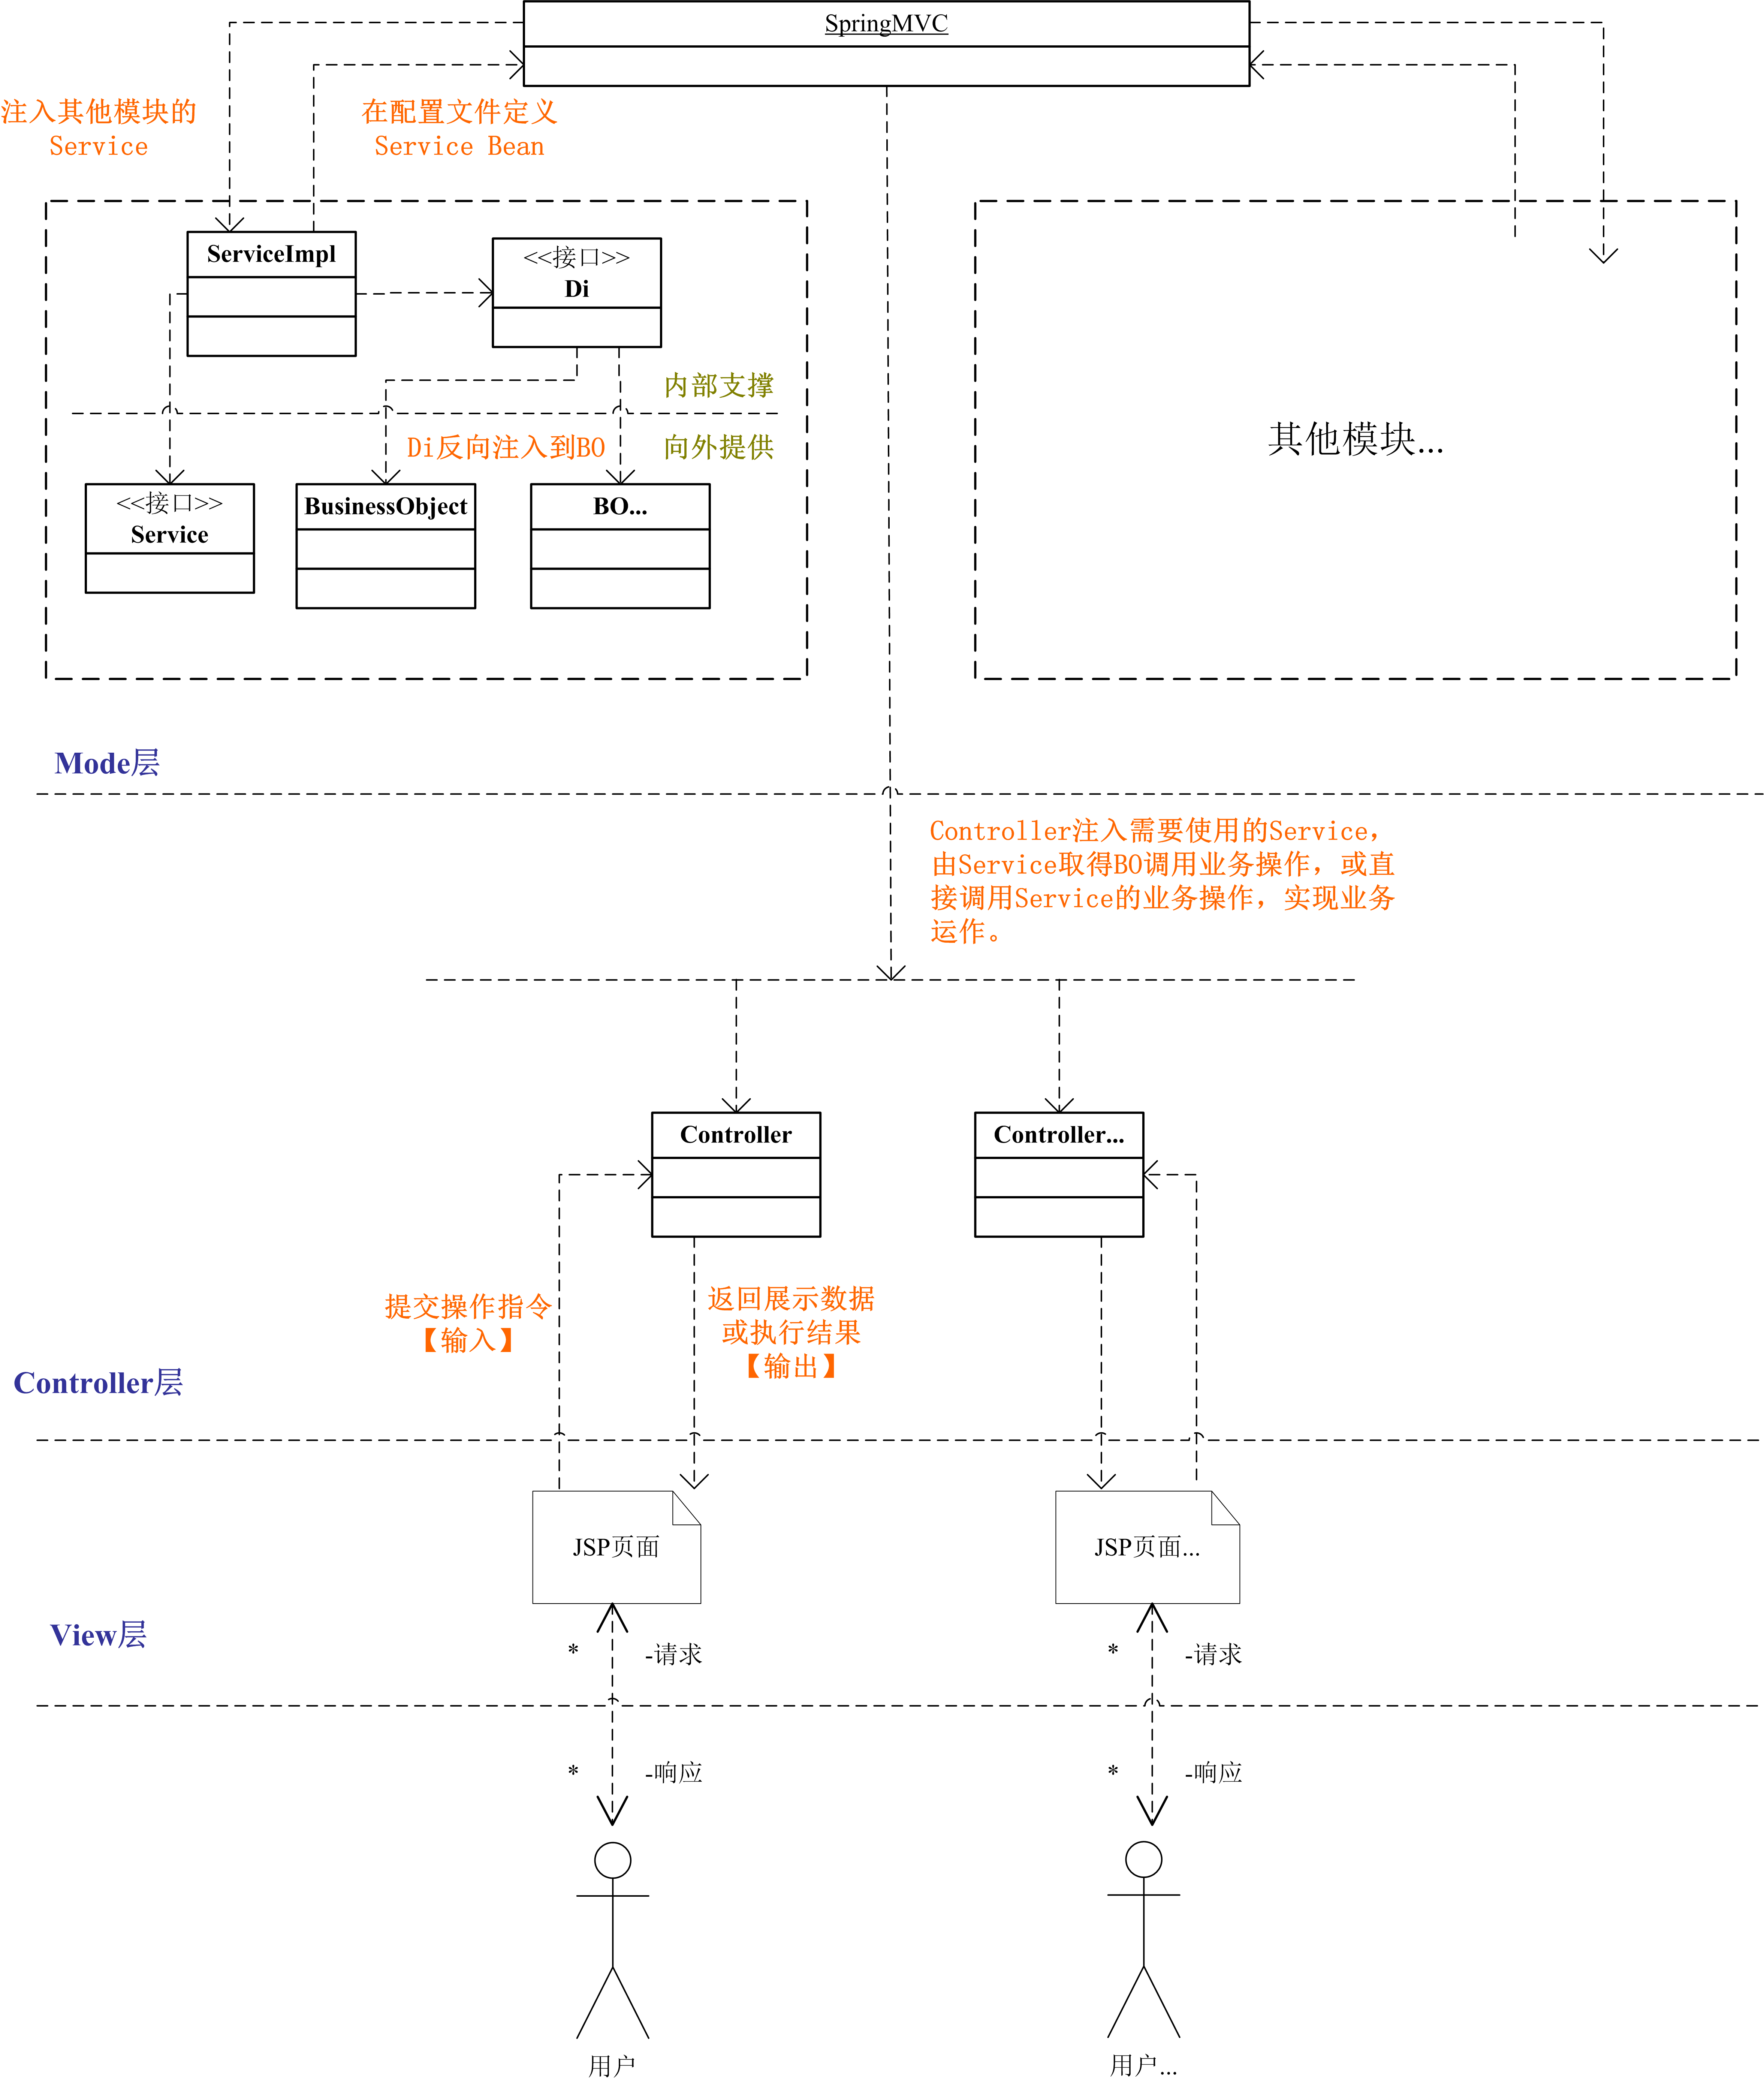 SpringMVC
注入其他模块的
Service
在配置文件定义
Service Bean
ServiceImpl
<<接口>>
Di
内部支撑
Di反向注入到BO
向外提供
<<接口>>
Service
BusinessObject
BO...
其他模块...
Mode层
Controller注入需要使用的Service，
由Service取得BO调用业务操作，或直
接调用Service的业务操作，实现业务
运作。
Controller
Controller...
提交操作指令
【输入】
返回展示数据
或执行结果
【输出】
Controller层
JSP页面
JSP页面...
View层
*
-请求
*
-请求
*
-响应
*
-响应
用户
用户...